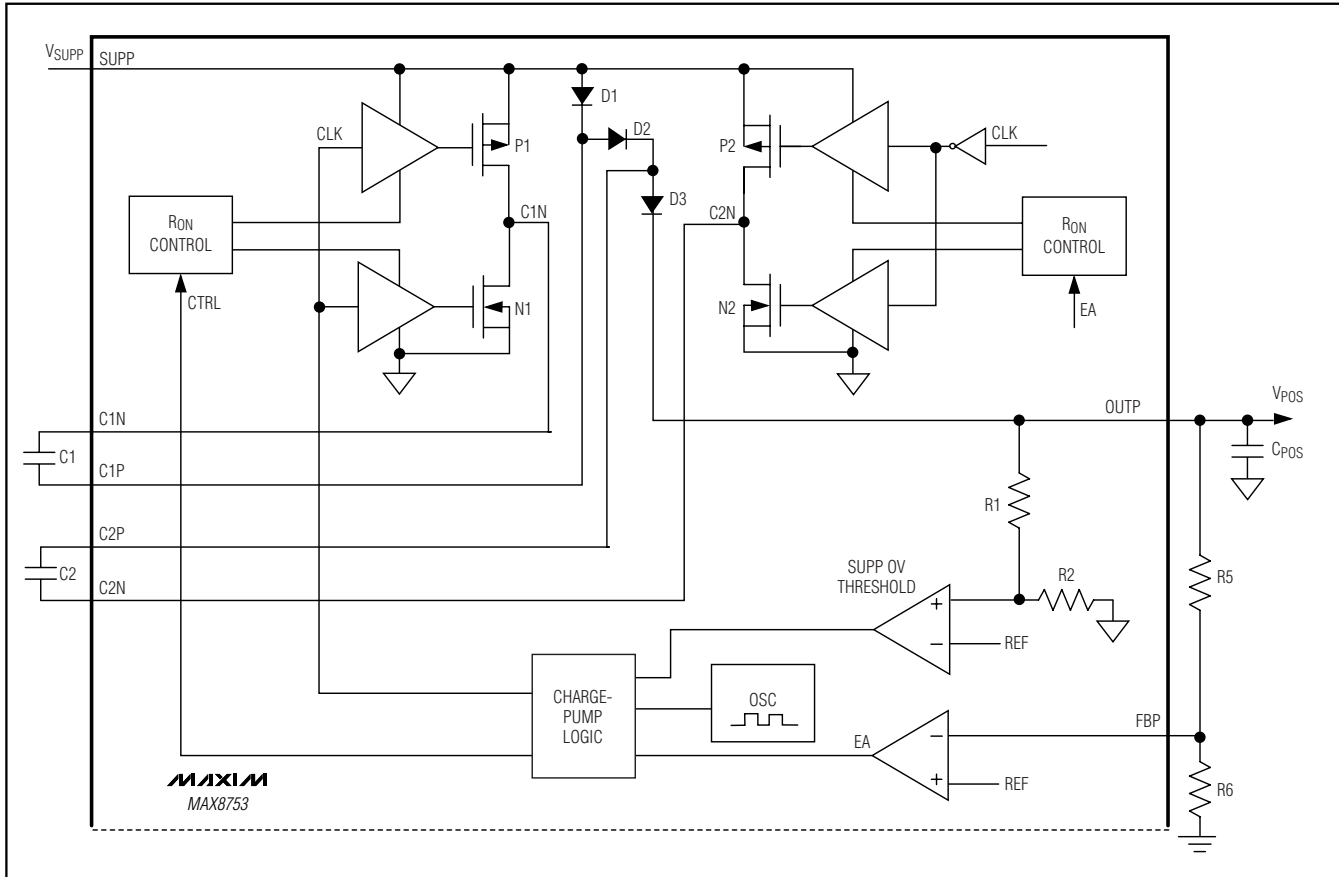 VSUPP
SUPP
D1
CLK
P1
D2
P2
CLK
D3
RON
CONTROL
C1N
C2N
RON
CONTROL
CTRL
N1
N2
EA
C1N
OUTP
VPOS
C1
C1P
CPOS
R1
C2P
C2
C2N
SUPP OV
THRESHOLD
R2
R5
+
−
REF
CHARGE-
PUMP
LOGIC
OSC
FBP
EA
−
+
REF
R6
MAXIM
MAX8753